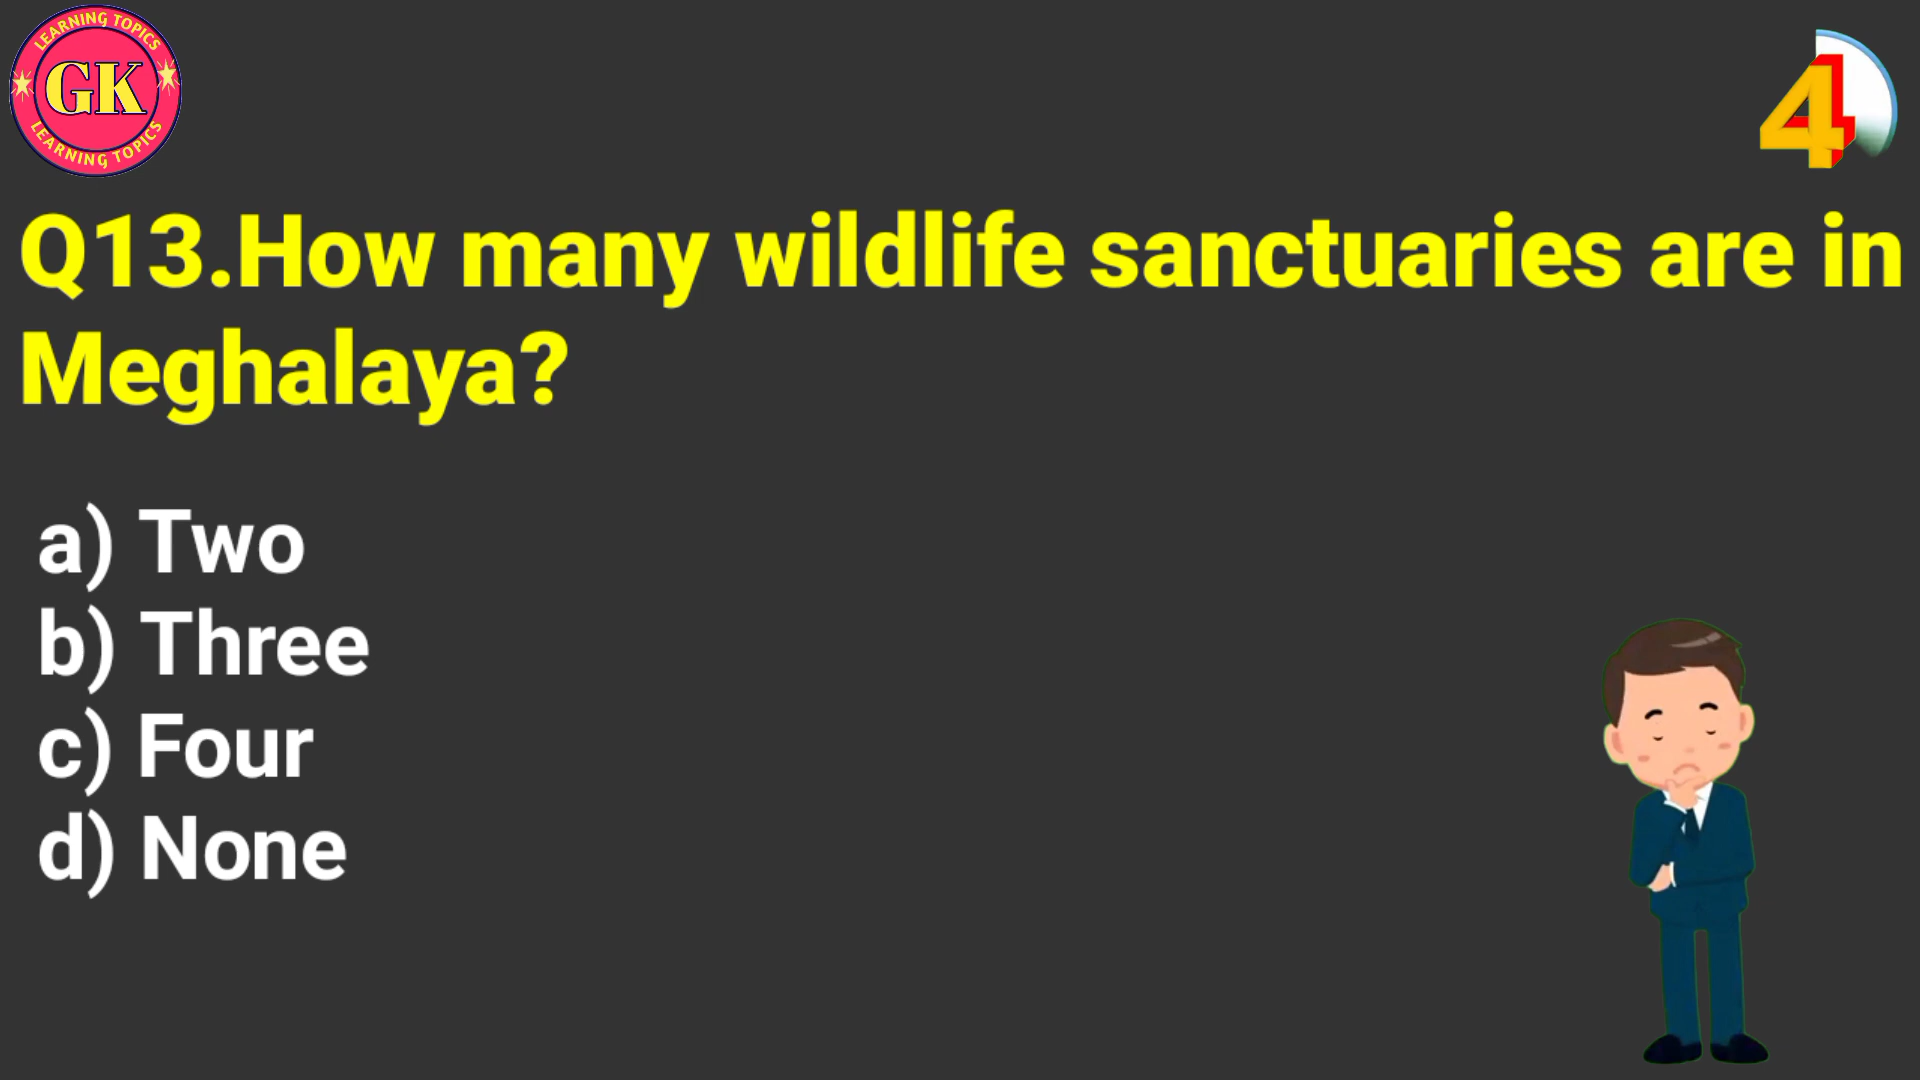 LEARNING TOPICS
GK
LEARNING TOPICS
4
Q13.How many wildlife sanctuaries are in
Meghalaya?
a) Two
b) Three
c) Four
d) None